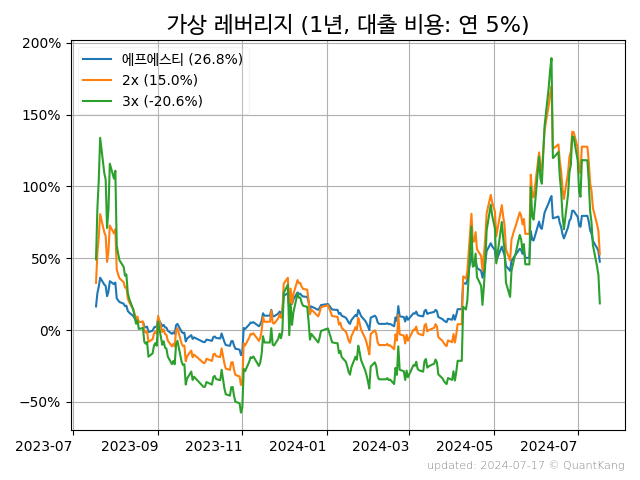 가상 레버리지 (1년, 대출 비용: 연 5%)
200%
150%
100%
50%
0%
−50%
에프에스티 (26.8%)
2x (15.0%)
3x (-20.6%)
2023-07 2023-09 2023-11 2024-01 2024-03 2024-05 2024-07
updated: 2024-07-17 © QuantKang